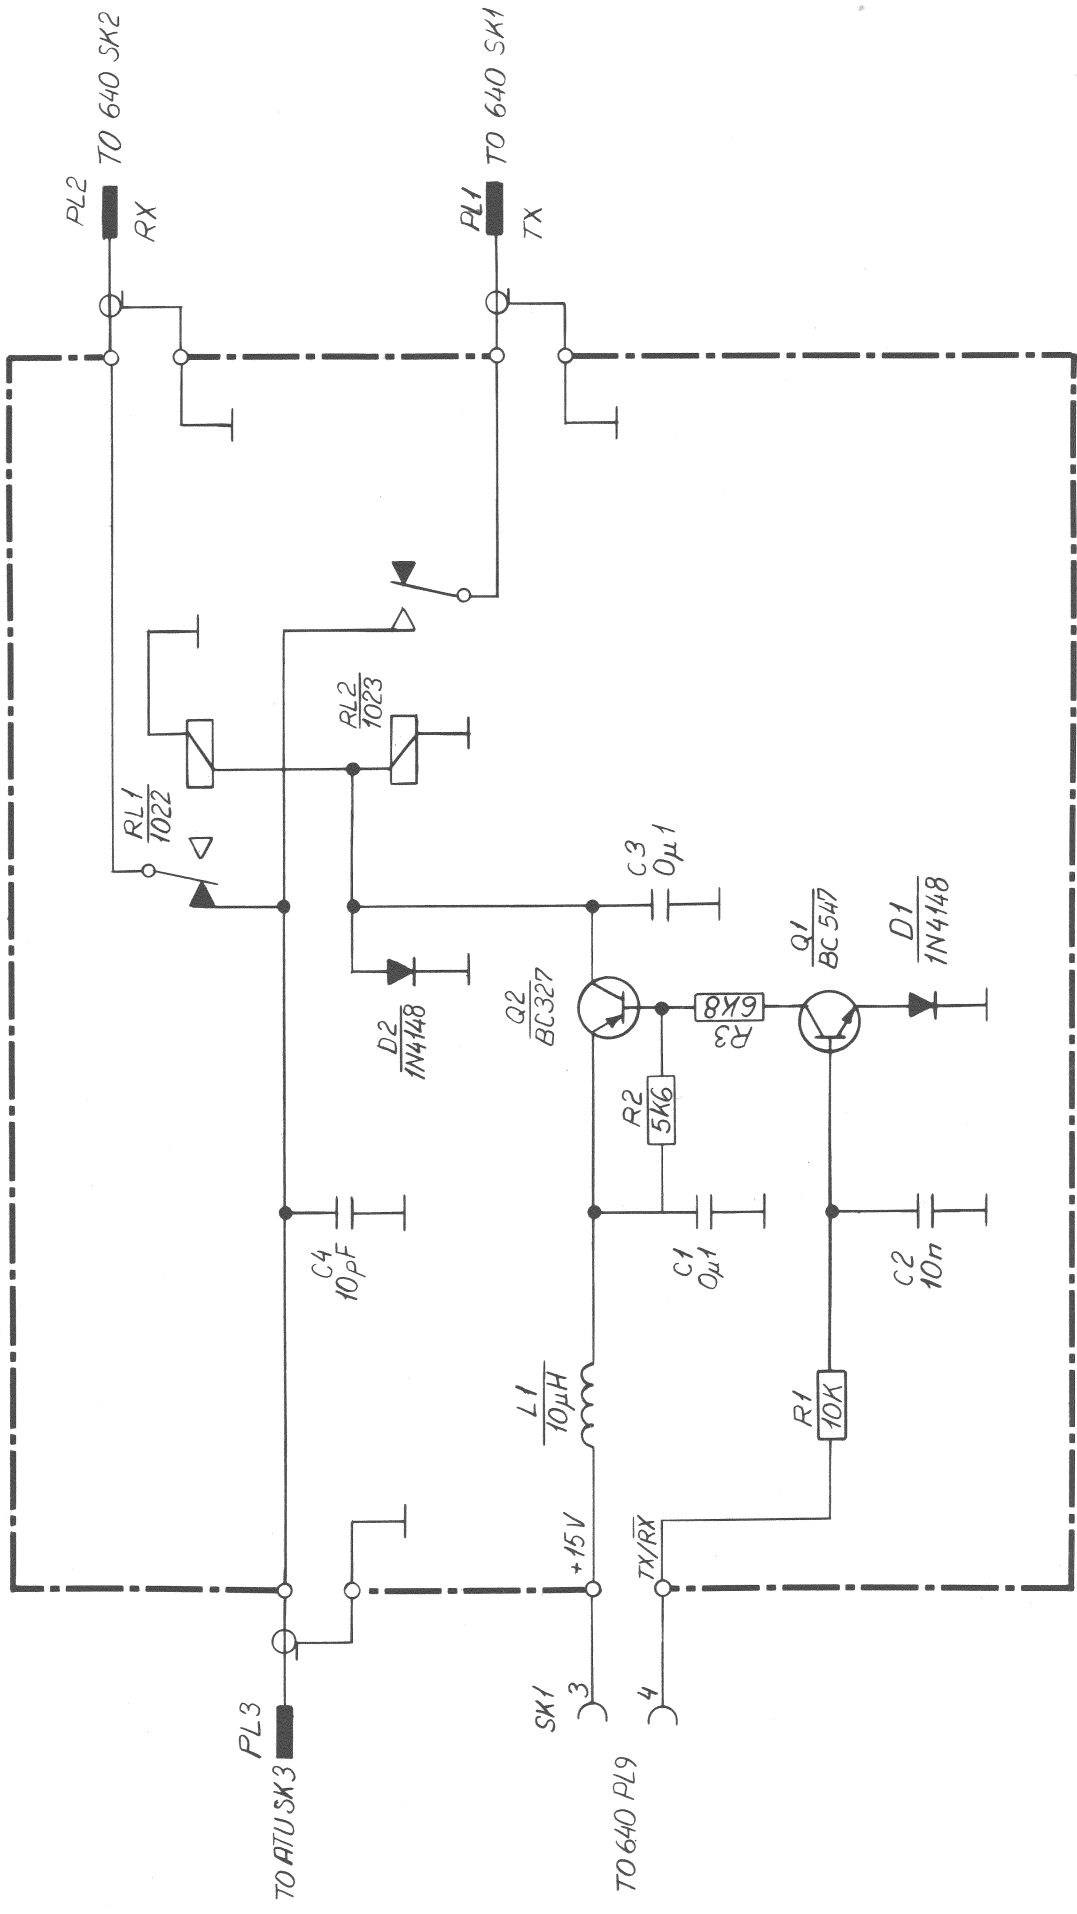 PL3
TO ATU SK3
SK1
3
4
TO 640 PL9
+15V
TX/R̅X̅
L1
10µH
R1
10K
C4
10pF
C1
0µ1
C2
10n
R2
5K6
D2
1N4148
Q2
BC327
R3
6K8
Q1
BC 547
D1
1N4148
C3
0µ1
RL1
1022
RL2
1023
PL2
TO 640 SK2
RX
PL1
TO 640 SK1
TX